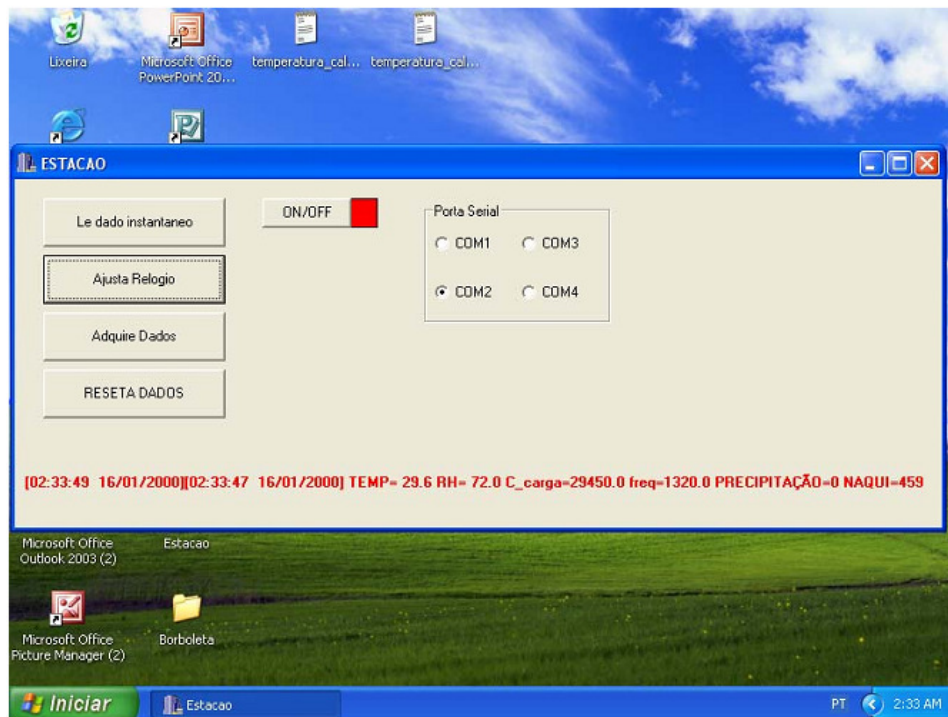 Lixeira
Microsoft Office
PowerPoint 20...
temperatura_cal...
temperatura_cal...
ESTACAO
Le dado instantaneo
ON/OFF
Porta Serial
COM1
COM3
Ajusta Relogio
COM2
COM4
Adquire Dados
RESETA DADOS
[02:33:49 16/01/2000][02:33:47 16/01/2000] TEMP= 29.6 RH= 72.0 C_carga=29450.0 freq=1320.0 PRECIPITAÇÃO=0 NAQUI=459
Microsoft Office
Outlook 2003 (2)
Estacao
Microsoft Office
Picture Manager (2)
Borboleta
Iniciar
Estacao
PT
2:33 AM